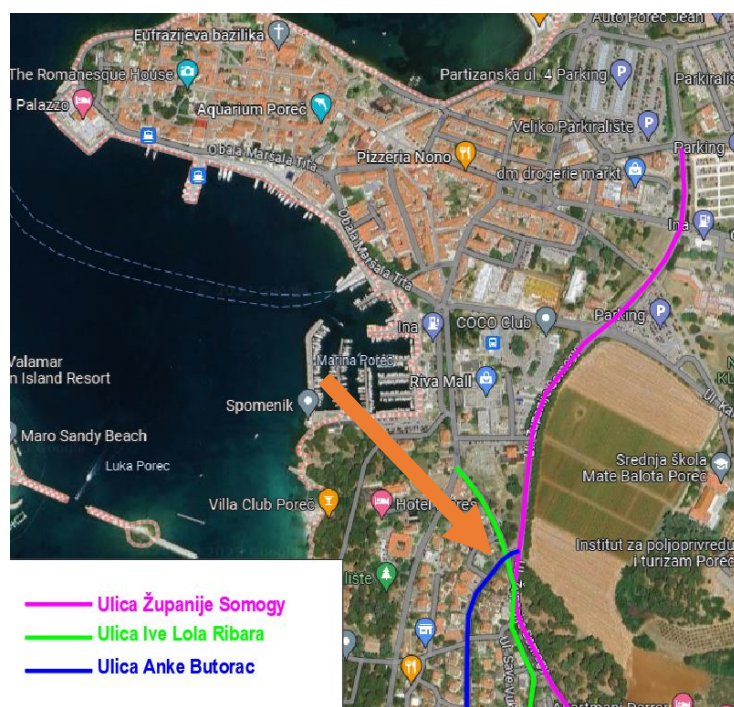 Auto Poreč Jean
Eufrazijeva bazilika
The Romanesque House
Partizanska ul. 4 Parking
Parkirališ
Palazzo
Aquarium Poreč
Veliko Parkiralište
Parking
Obala Maršala Tita
Pizzeria Nono
dm drogerie markt
Ina
Obala Maršala Tita
Parking
Ina
COCO Club
Valamar
n Island Resort
Marina Poreč
Riva Mall
Spomenik
Maro Sandy Beach
Srednja škola
Mate Balota Poreč
Luka Porec
Villa Club Poreč
Hotel Pores
Institut za poljoprivredu
i turizam Poreč
lište
Ulica Županije Somogy
Ulica Ive Lola Ribara
Ulica Anke Butorac